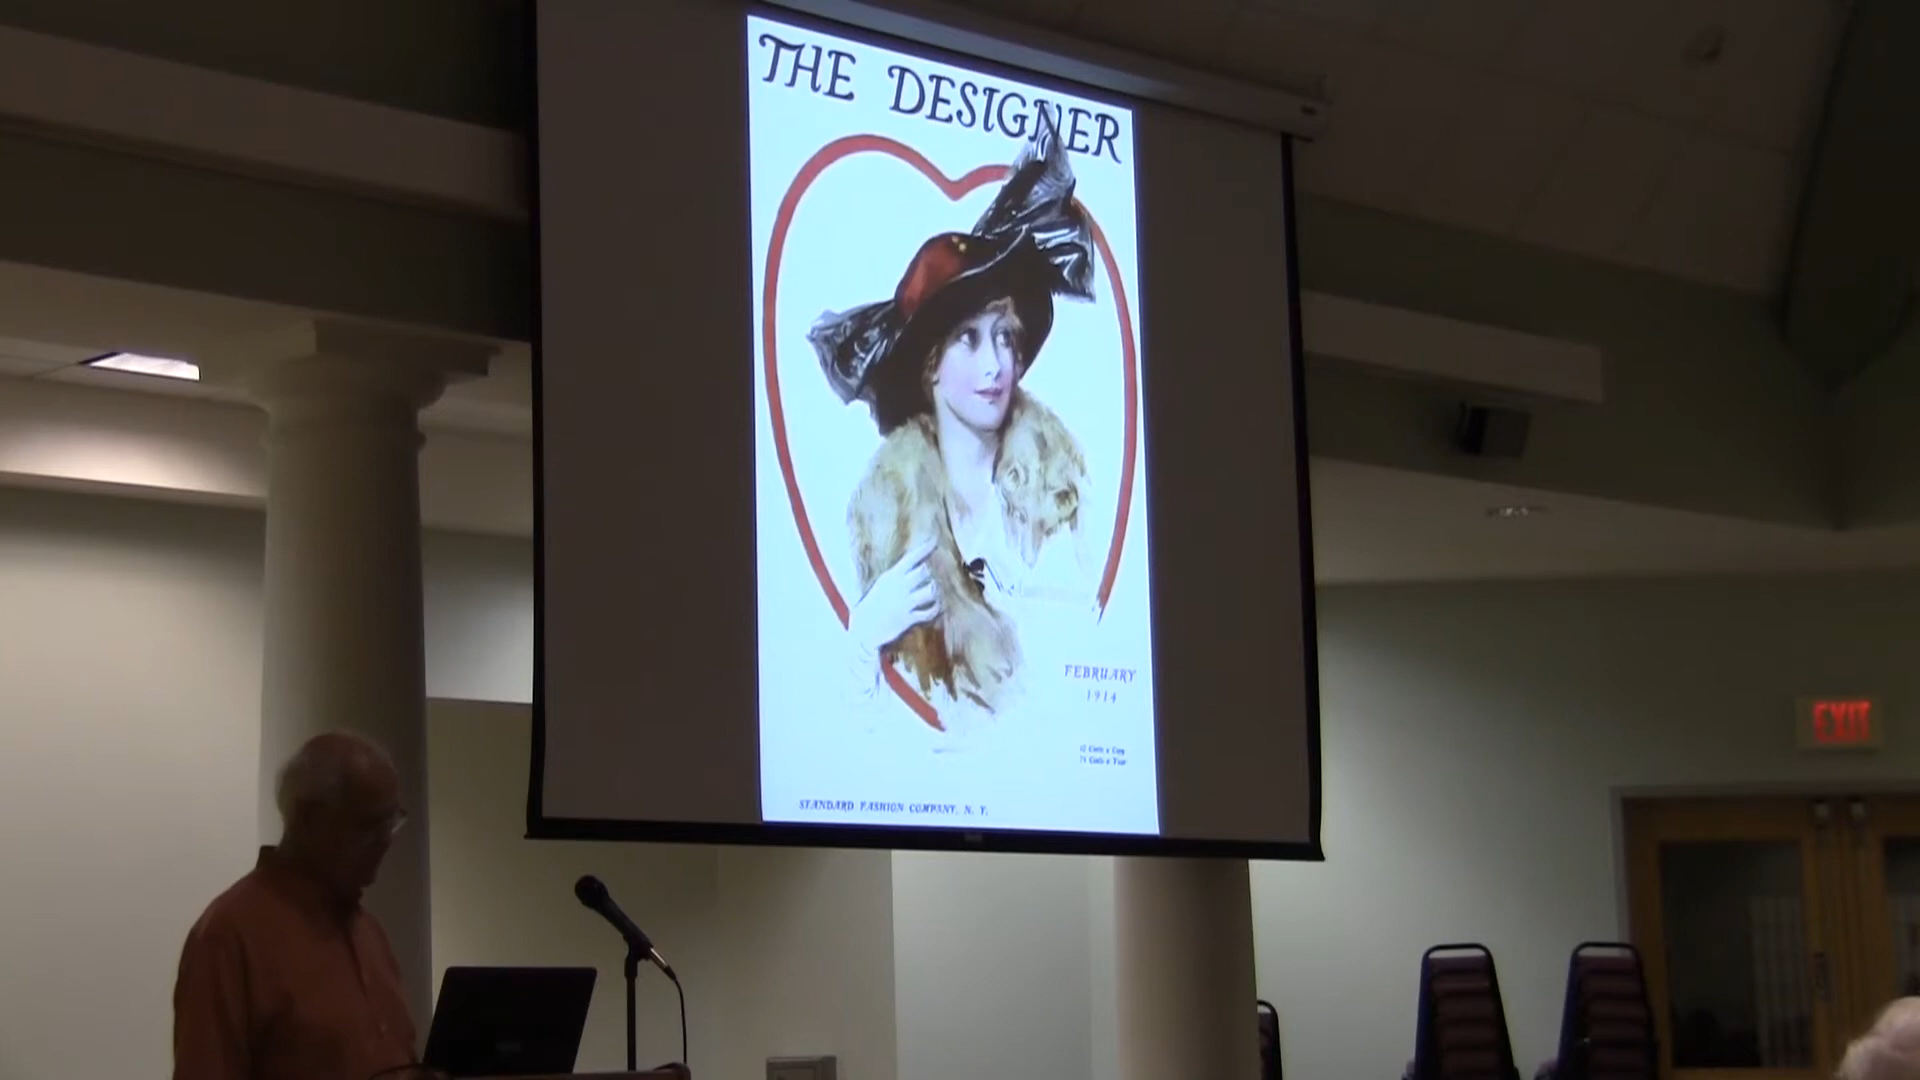 THE DESIGNER
FEBRUARY
1914
STANDARD FASHION COMPANY, N. Y.
EXIT